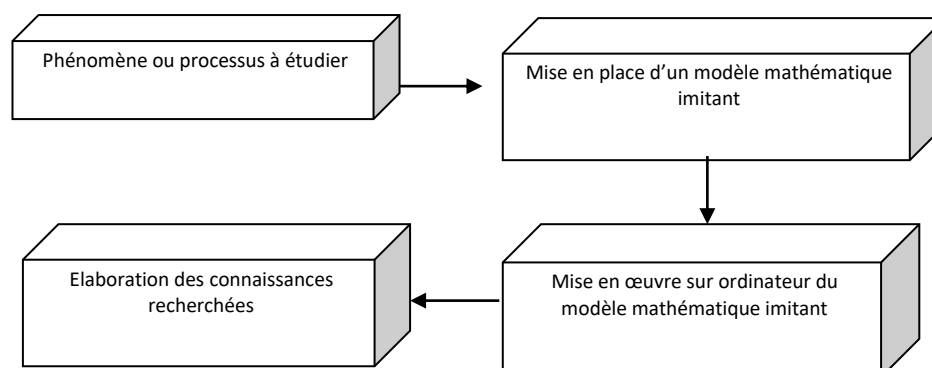 Phénomène ou processus à étudier
Mise en place d'un modèle mathématique
imitant
Mise en œuvre sur ordinateur du
modèle mathématique imitant
Elaboration des connaissances
recherchées